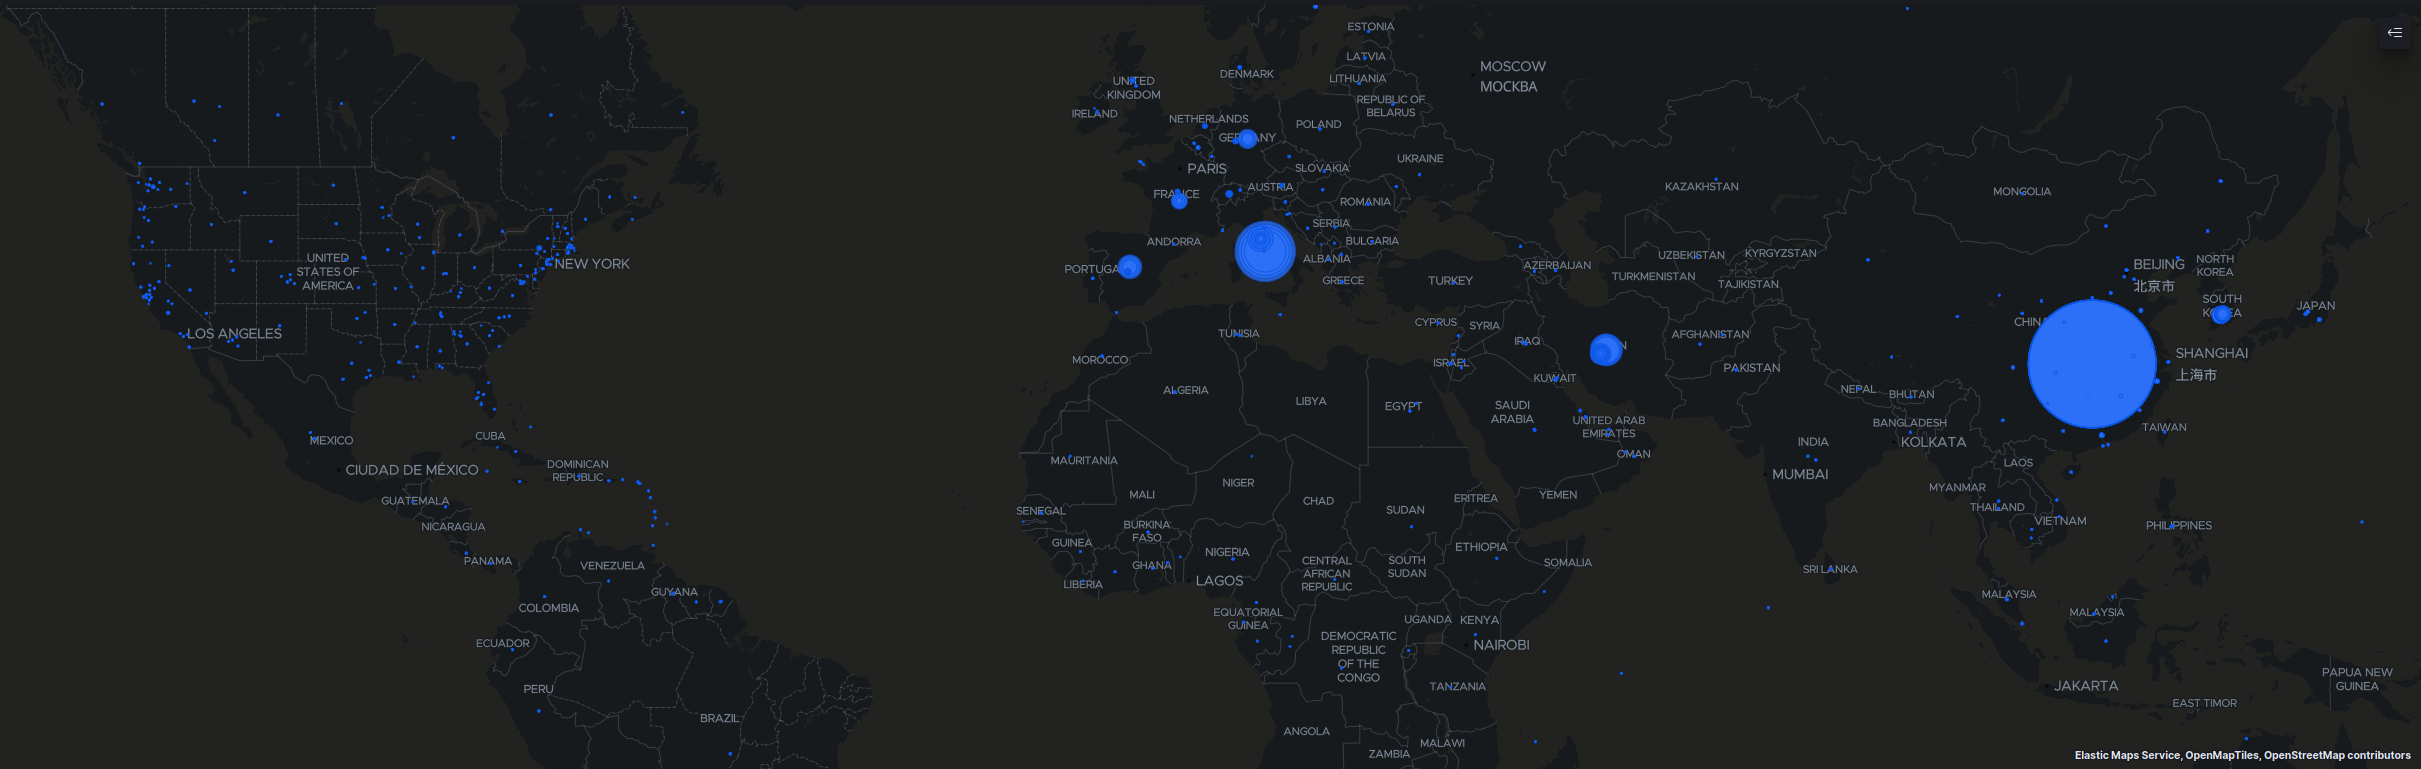 ESTONIA
LATVIA
LITHUANIA
MOSCOW
МОСКВА
UNITED
KINGDOM
DENMARK
REPUBLIC OF
BELARUS
IRELAND
NETHERLANDS
POLAND
PARIS
SLOVAKIA
UKRAINE
FRANCE
AUSTRIA
KAZAKHSTAN
MONGOLIA
ROMANIA
SERBIA
ANDORRA
BULGARIA
ALBANIA
UZBEKISTAN
KYRGYZSTAN
AZERBAIJAN
TURKMENISTAN
TAJIKISTAN
BEIJING
北京市
NORTH
KOREA
UNITED
STATES OF
AMERICA
NEW YORK
GREECE
TURKEY
SOUTH
JAPAN
LOS ANGELES
TUNISIA
CYPRUS
SYRIA
AFGHANISTAN
CHINA
MOROCCO
ISRAEL
IRAQ
PAKISTAN
SHANGHAI
上海市
KUWAIT
ALGERIA
LIBYA
EGYPT
SAUDI
ARABIA
NEPAL
BHUTAN
UNITED ARAB
EMIRATES
BANGLADESH
TAIWAN
MEXICO
CUBA
INDIA
KOLKATA
CIUDAD DE MÉXICO
DOMINICAN
REPUBLIC
MAURITANIA
OMAN
MUMBAI
LAOS
GUATEMALA
MALI
NIGER
CHAD
ERITREA
YEMEN
MYANMAR
NICARAGUA
SENEGAL
BURKINA
FASO
SUDAN
THAILAND
VIETNAM
PHILIPPINES
PANAMA
VENEZUELA
GUINEA
GHANA
NIGERIA
CENTRAL
AFRICAN
REPUBLIC
SOUTH
SUDAN
ETHIOPIA
SOMALIA
SRI LANKA
GUYANA
LIBERIA
LAGOS
MALAYSIA
COLOMBIA
EQUATORIAL
GUINEA
UGANDA
KENYA
MALAYSIA
ECUADOR
DEMOCRATIC
REPUBLIC
OF THE
CONGO
NAIROBI
PERU
TANZANIA
JAKARTA
PAPUA NEW
GUINEA
BRAZIL
EAST TIMOR
ANGOLA
MALAWI
ZAMBIA
Elastic Maps Service, OpenMapTiles, OpenStreetMap contributors